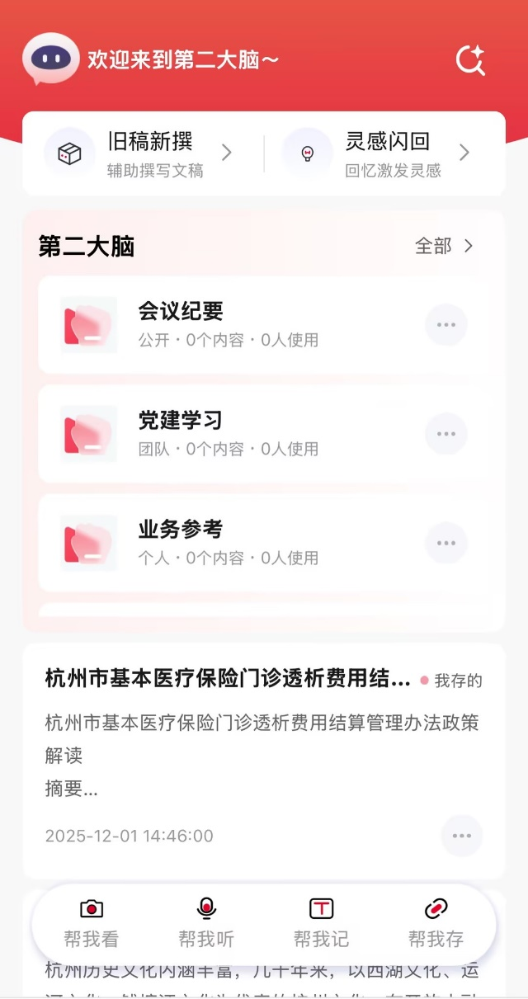 欢迎来到第二大脑～
旧稿新撰
辅助撰写文稿
灵感闪回
回忆激发灵感
第二大脑
全部
会议纪要
公开·0个内容·0人使用
党建学习
团队·0个内容·0人使用
业务参考
个人·0个内容·0人使用
杭州市基本医疗保险门诊透析费用结...
我存的
杭州市基本医疗保险门诊透析费用结算管理办法政策
解读
摘要...
2025-12-01 14:46:00
帮我看
帮我听
帮我记
帮我存
杭州历史文化内涵丰富，几千年来，以西湖文化、运